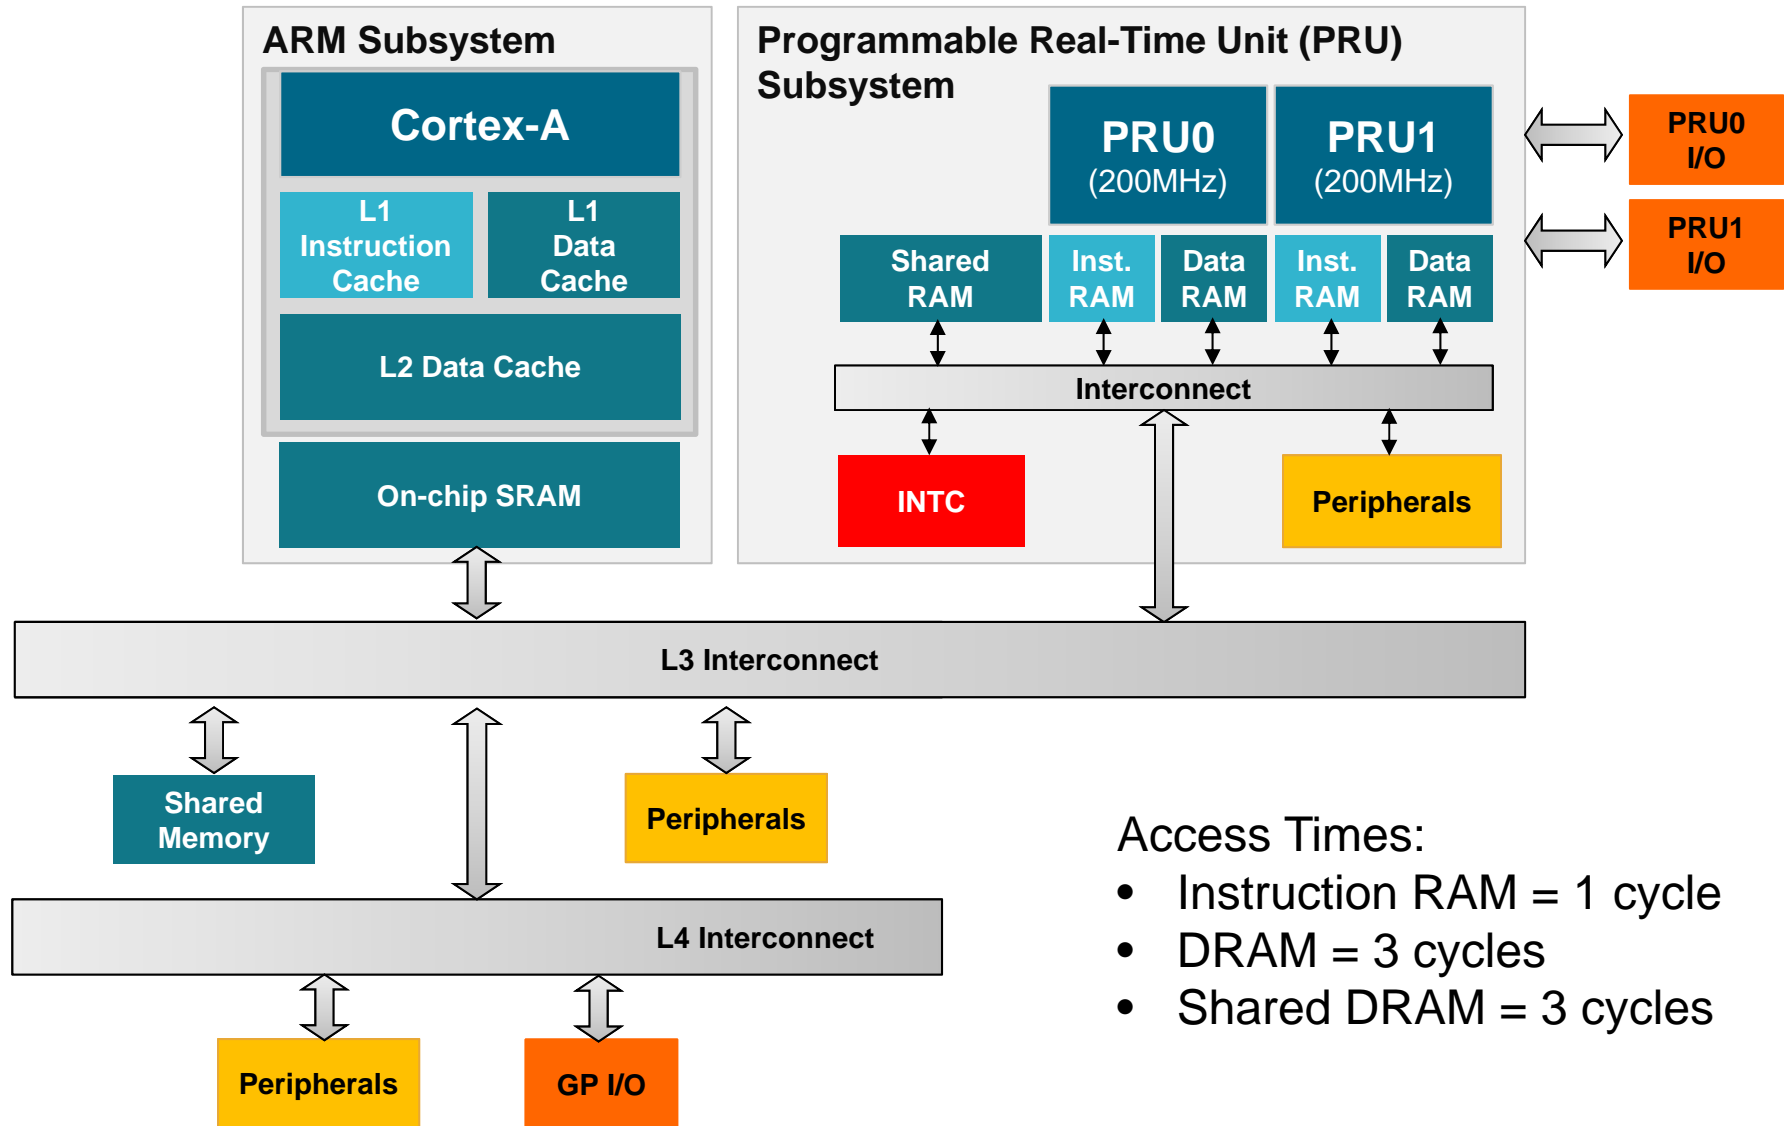 ARM Subsystem
Cortex-A
L1
Instruction
Cache
L1
Data
Cache
L2 Data Cache
On-chip SRAM
Programmable Real-Time Unit (PRU)
Subsystem
PRU0
(200MHz)
PRU1
(200MHz)
Shared
RAM
Inst.
RAM
Data
RAM
Inst.
RAM
Data
RAM
Interconnect
INTC
Peripherals
PRU0
I/O
PRU1
I/O
L3 Interconnect
Shared
Memory
Peripherals
L4 Interconnect
Peripherals
GP I/O
Access Times:
• Instruction RAM = 1 cycle
• DRAM = 3 cycles
• Shared DRAM = 3 cycles